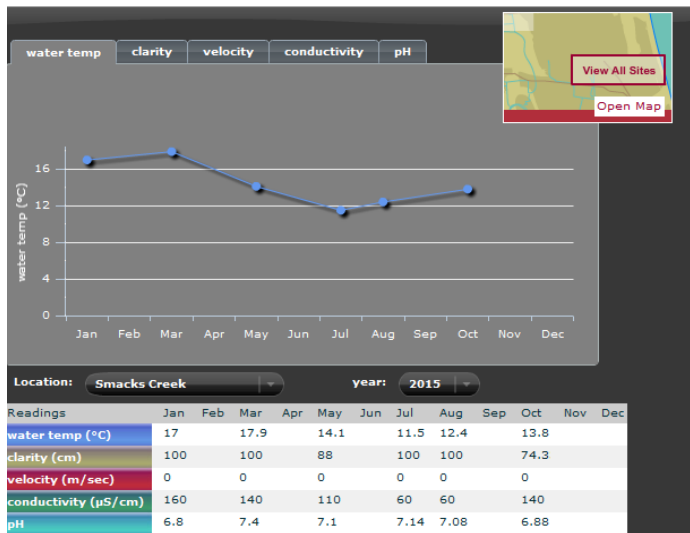 water temp clarity velocity conductivity pH
View All Sites
Open Map
water temp (°C)
16
12
8
4
0
Jan Feb Mar Apr May Jun Jul Aug Sep Oct Nov Dec
Location: Smacks Creek year: 2015
Readings Jan Feb Mar Apr May Jun Jul Aug Sep Oct Nov Dec
water temp (°C) 17 17.9 14.1 11.5 12.4 13.8
clarity (cm) 100 100 88 100 100 74.3
velocity (m/sec) 0 0 0 0 0 0
conductivity (µS/cm) 160 140 110 60 60 140
pH 6.8 7.4 7.1 7.14 7.08 6.88